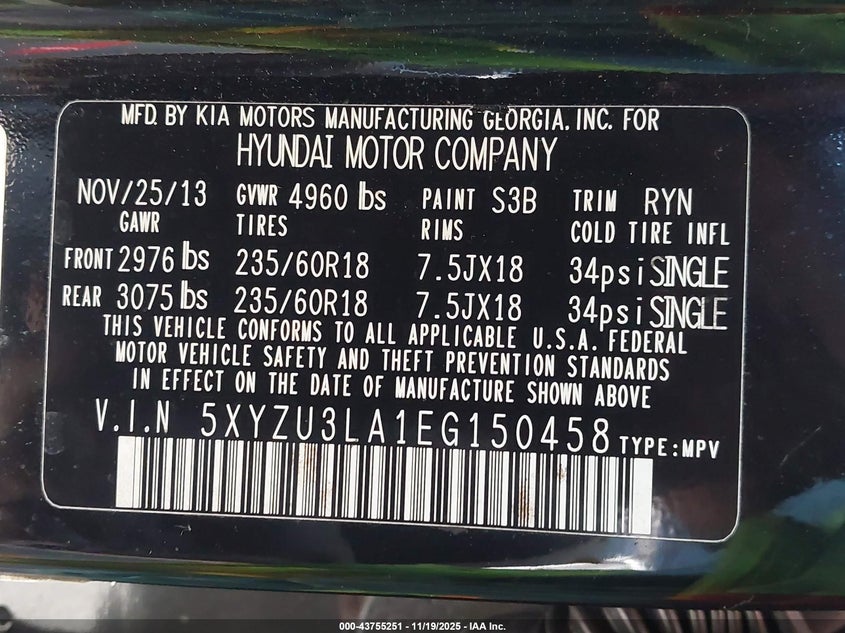 MFD. BY KIA MOTORS MANUFACTURING GEORGIA. INC. FOR
HYUNDAI MOTOR COMPANY
NOV/25/13 GVWR 4960 lbs PAINT S3B TRIM RYN
GAWR TIRES RIMS COLD TIRE INFL
FRONT 2976 lbs 235/60R18 7.5JX18 34psi SINGLE
REAR 3075 lbs 235/60R18 7.5JX18 34psi SINGLE
THIS VEHICLE CONFORMS TO ALL APPLICABLE U.S.A. FEDERAL
MOTOR VEHICLE SAFETY AND THEFT PREVENTION STANDARDS
IN EFFECT ON THE DATE OF MANUFACTURE SHOWN ABOVE
V.I.N 5XYZU3LA1EG150458 TYPE:MPV
000-43755251 - 11/19/2025 - IAA Inc.